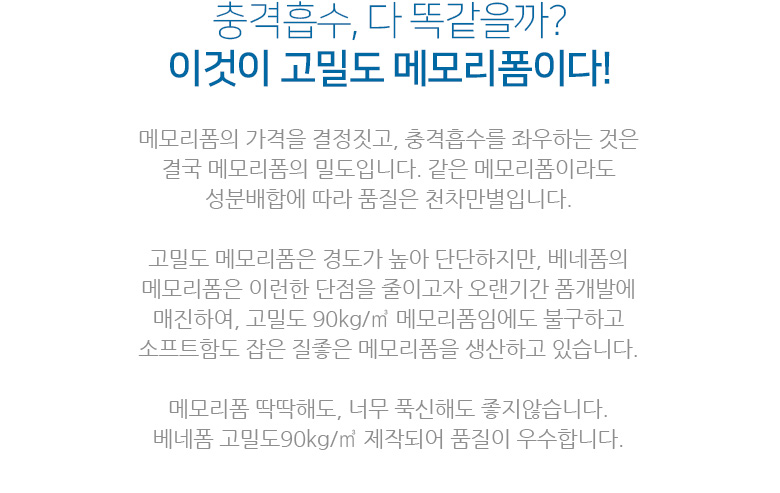 충격흡수, 다 똑같을까?
이것이 고밀도 메모리폼이다!
메모리폼의 가격을 결정짓고, 충격흡수를 좌우하는 것은
결국 메모리폼의 밀도입니다. 같은 메모리폼이라도
성분배합에 따라 품질은 천차만별입니다.
고밀도 메모리폼은 경도가 높아 단단하지만, 베네폼의
메모리폼은 이런한 단점을 줄이고자 오랜기간 폼개발에
매진하여, 고밀도 90kg/㎥ 메모리폼임에도 불구하고
소프트함도 잡은 질좋은 메모리폼을 생산하고 있습니다.
메모리폼 딱딱해도, 너무 푹신해도 좋지않습니다.
베네폼 고밀도90kg/㎥ 제작되어 품질이 우수합니다.